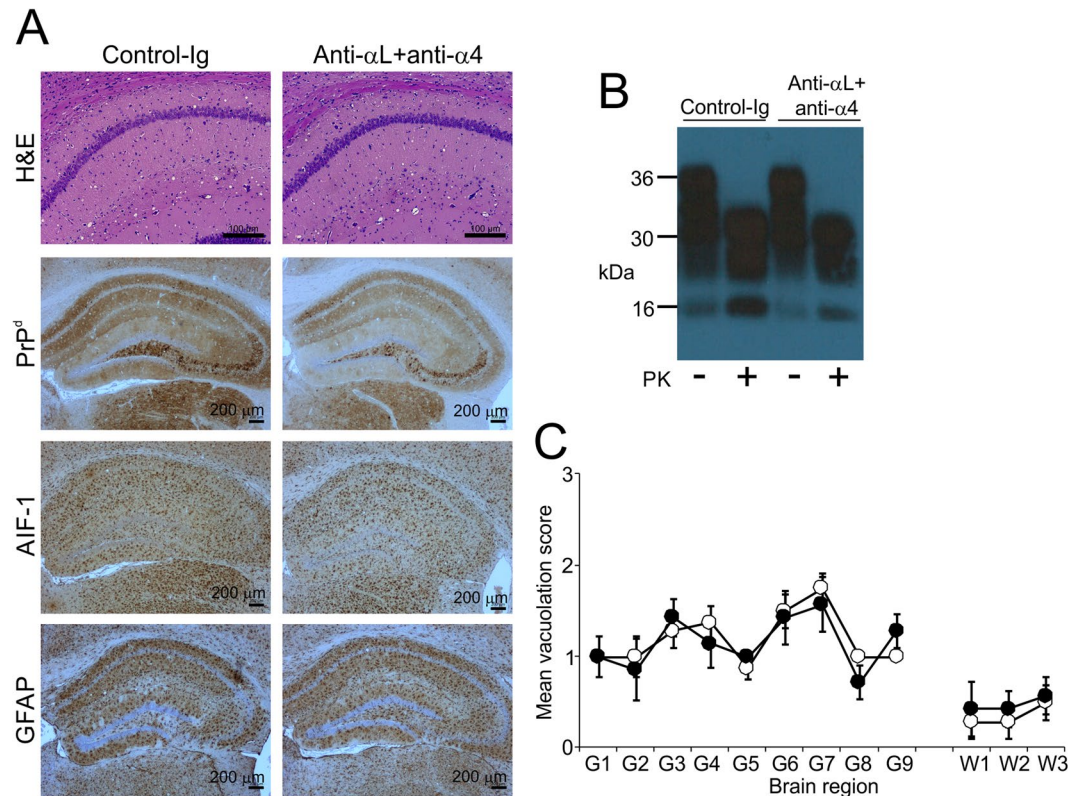 A
Control-Ig
Anti-αL+anti-α4
H&E
100 μm
100 μm
PrPᵈ
200 μm
200 μm
AIF-1
200 μm
200 μm
GFAP
200 μm
200 μm
B
Control-Ig
Anti-αL+
anti-α4
36
30
kDa
16
PK - + - +
C
3
2
1
0
Mean vacuolation score
G1 G2 G3 G4 G5 G6 G7 G8 G9 W1 W2 W3
Brain region